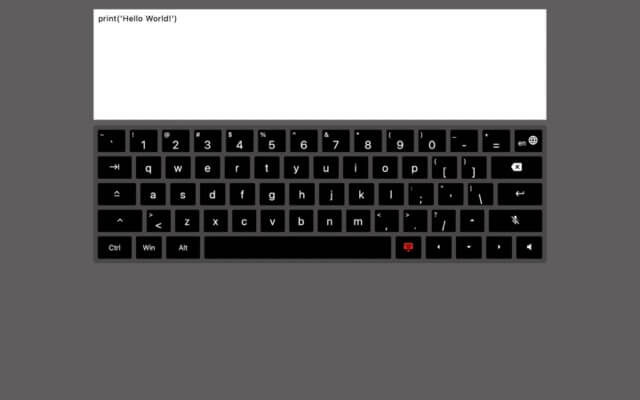 print('Hello World!')
~ ` ! 1 @ 2 # 3 $ 4 % 5 ^ 6 & 7 * 8 ( 9 ) 0 _ - + = en
q w e r t y u i o p { [ } ]
a s d f g h j k l : ; " ' | \
> < z x c v b n m < , > . ? /
Ctrl Win Alt